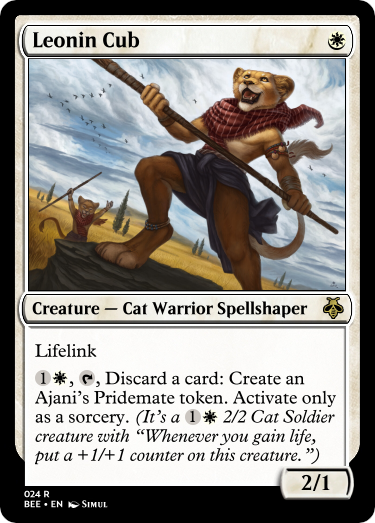 Leonin Cub
Creature — Cat Warrior Spellshaper
Lifelink
1, Discard a card: Create an
Ajani's Pridemate token. Activate only
as a sorcery. (It's a 1 2/2 Cat Soldier
creature with “Whenever you gain life,
put a +1/+1 counter on this creature.”)
2/1
024 R
BEE • EN Simul